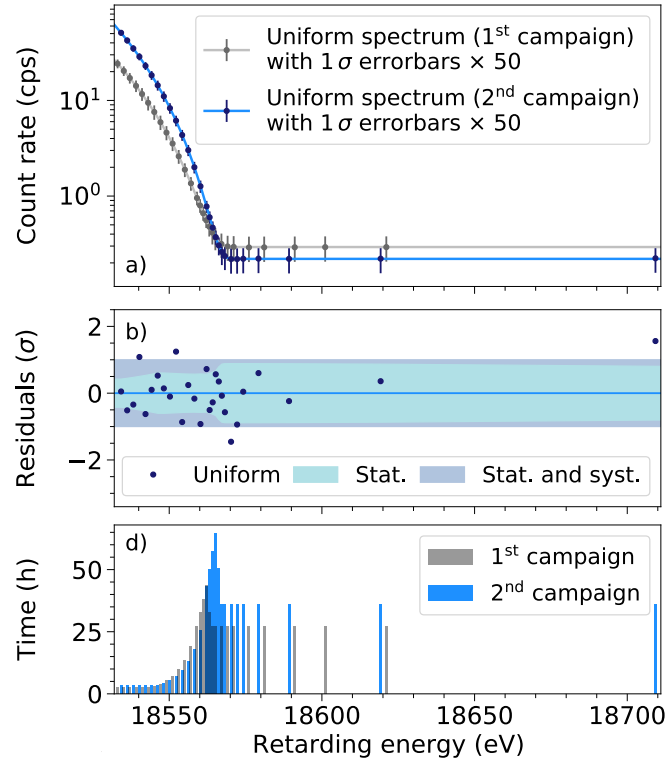 Count rate (cps)
10¹
10⁰
Uniform spectrum (1ˢᵗ campaign)
with 1 σ errorbars × 50
Uniform spectrum (2ⁿᵈ campaign)
with 1 σ errorbars × 50
a)
Residuals (σ)
2
0
−2
b)
Uniform
Stat.
Stat. and syst.
Time (h)
50
25
0
d)
1ˢᵗ campaign
2ⁿᵈ campaign
18550
18600
18650
18700
Retarding energy (eV)